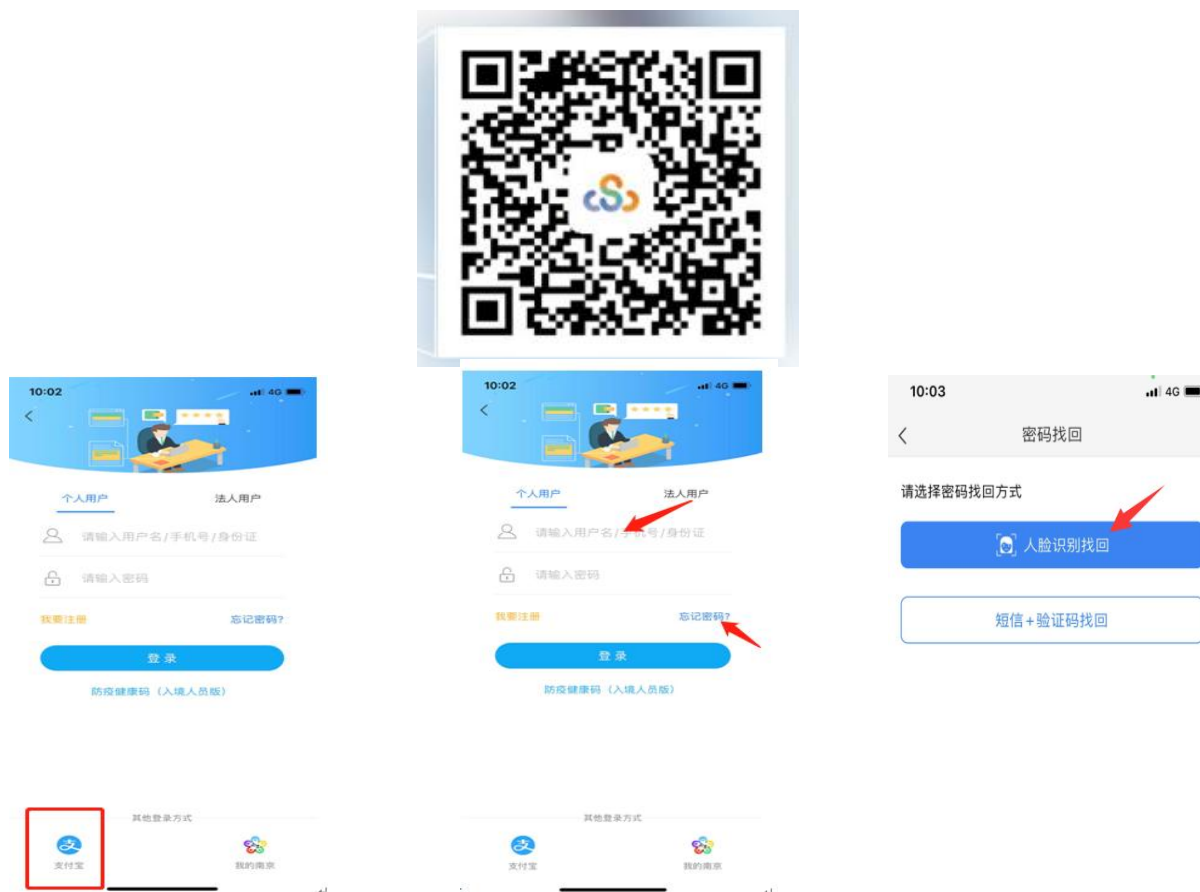 10:02
4G
个人用户
法人用户
请输入用户名/手机号/身份证
请输入密码
我要注册
忘记密码?
登录
防疫健康码（入境人员版）
其他登录方式
支付宝
我的南京
10:02
4G
个人用户
法人用户
请输入用户名/手机号/身份证
请输入密码
我要注册
忘记密码?
登录
防疫健康码（入境人员版）
其他登录方式
支付宝
我的南京
10:03
4G
密码找回
请选择密码找回方式
人脸识别找回
短信+验证码找回